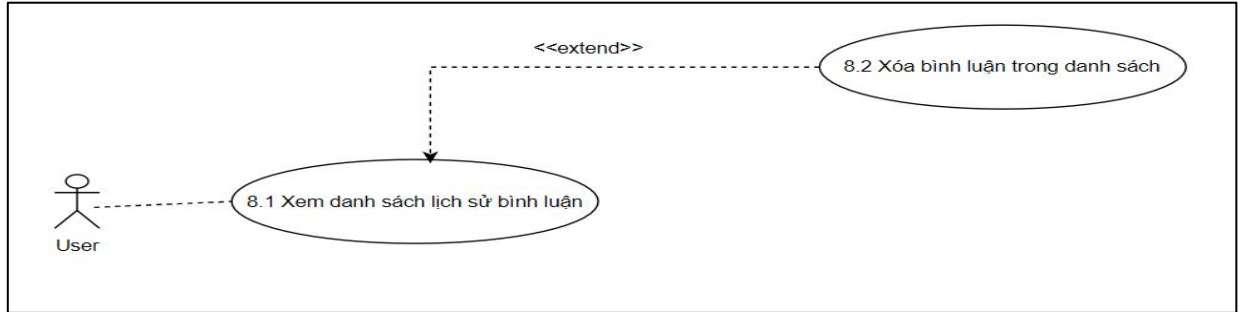 <<extend>>
8.2 Xóa bình luận trong danh sách
8.1 Xem danh sách lịch sử bình luận
User